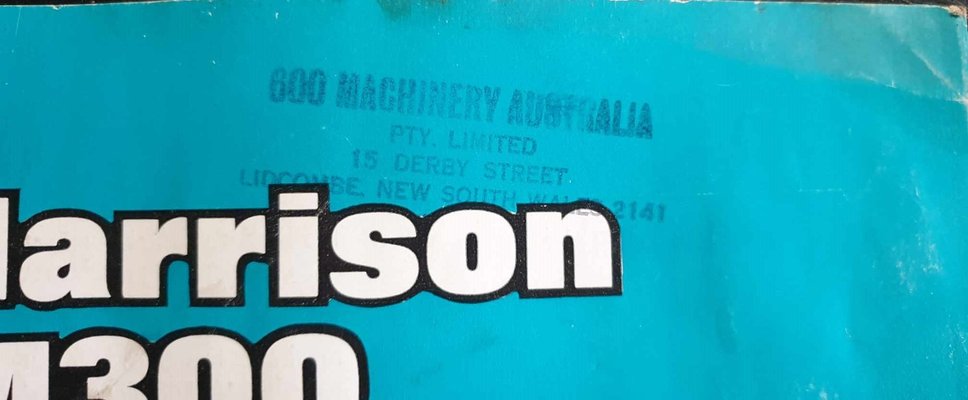 600 MACHINERY AUSTRALIA
PTY. LIMITED
15 DERBY STREET
LIDCOMBE, NEW SOUTH WALES 2141
Harrison
M300